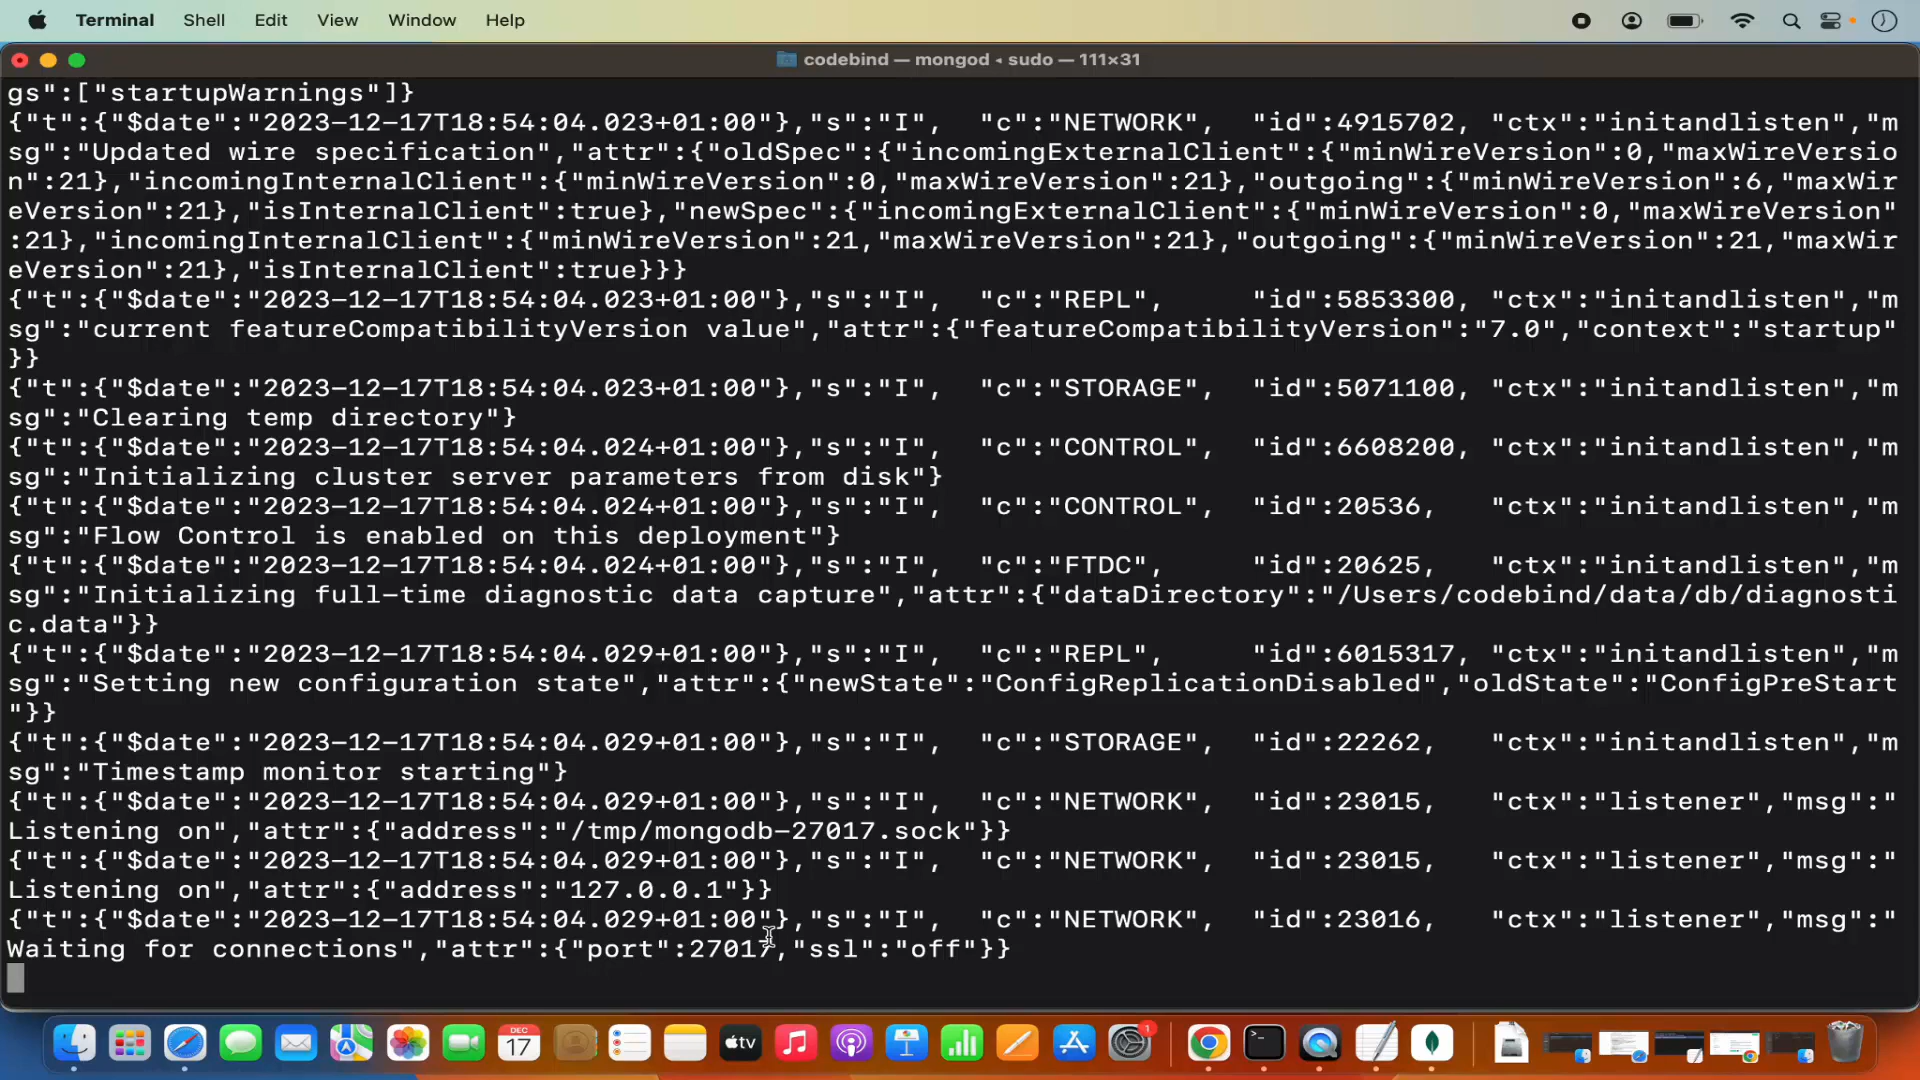 Terminal Shell Edit View Window Help
codebind — mongod ◂ sudo — 111×31
gs":["startupWarnings"]}
{"t":{"$date":"2023-12-17T18:54:04.023+01:00"},"s":"I",  "c":"NETWORK",  "id":4915702, "ctx":"initandlisten","m
sg":"Updated wire specification","attr":{"oldSpec":{"incomingExternalClient":{"minWireVersion":0,"maxWireVersio
n":21},"incomingInternalClient":{"minWireVersion":0,"maxWireVersion":21},"outgoing":{"minWireVersion":6,"maxWir
eVersion":21},"isInternalClient":true},"newSpec":{"incomingExternalClient":{"minWireVersion":0,"maxWireVersion"
:21},"incomingInternalClient":{"minWireVersion":21,"maxWireVersion":21},"outgoing":{"minWireVersion":21,"maxWir
eVersion":21},"isInternalClient":true}}}
{"t":{"$date":"2023-12-17T18:54:04.023+01:00"},"s":"I",  "c":"REPL",     "id":5853300, "ctx":"initandlisten","m
sg":"current featureCompatibilityVersion value","attr":{"featureCompatibilityVersion":"7.0","context":"startup"
}}
{"t":{"$date":"2023-12-17T18:54:04.023+01:00"},"s":"I",  "c":"STORAGE",  "id":5071100, "ctx":"initandlisten","m
sg":"Clearing temp directory"}
{"t":{"$date":"2023-12-17T18:54:04.024+01:00"},"s":"I",  "c":"CONTROL",  "id":6608200, "ctx":"initandlisten","m
sg":"Initializing cluster server parameters from disk"}
{"t":{"$date":"2023-12-17T18:54:04.024+01:00"},"s":"I",  "c":"CONTROL",  "id":20536,   "ctx":"initandlisten","m
sg":"Flow Control is enabled on this deployment"}
{"t":{"$date":"2023-12-17T18:54:04.024+01:00"},"s":"I",  "c":"FTDC",     "id":20625,   "ctx":"initandlisten","m
sg":"Initializing full-time diagnostic data capture","attr":{"dataDirectory":"/Users/codebind/data/db/diagnosti
c.data"}}
{"t":{"$date":"2023-12-17T18:54:04.029+01:00"},"s":"I",  "c":"REPL",     "id":6015317, "ctx":"initandlisten","m
sg":"Setting new configuration state","attr":{"newState":"ConfigReplicationDisabled","oldState":"ConfigPreStart
"}}
{"t":{"$date":"2023-12-17T18:54:04.029+01:00"},"s":"I",  "c":"STORAGE",  "id":22262,   "ctx":"initandlisten","m
sg":"Timestamp monitor starting"}
{"t":{"$date":"2023-12-17T18:54:04.029+01:00"},"s":"I",  "c":"NETWORK",  "id":23015,   "ctx":"listener","msg":"
Listening on","attr":{"address":"/tmp/mongodb-27017.sock"}}
{"t":{"$date":"2023-12-17T18:54:04.029+01:00"},"s":"I",  "c":"NETWORK",  "id":23015,   "ctx":"listener","msg":"
Listening on","attr":{"address":"127.0.0.1"}}
{"t":{"$date":"2023-12-17T18:54:04.029+01:00"},"s":"I",  "c":"NETWORK",  "id":23016,   "ctx":"listener","msg":"
Waiting for connections","attr":{"port":27017,"ssl":"off"}}
DEC
17
tv
1